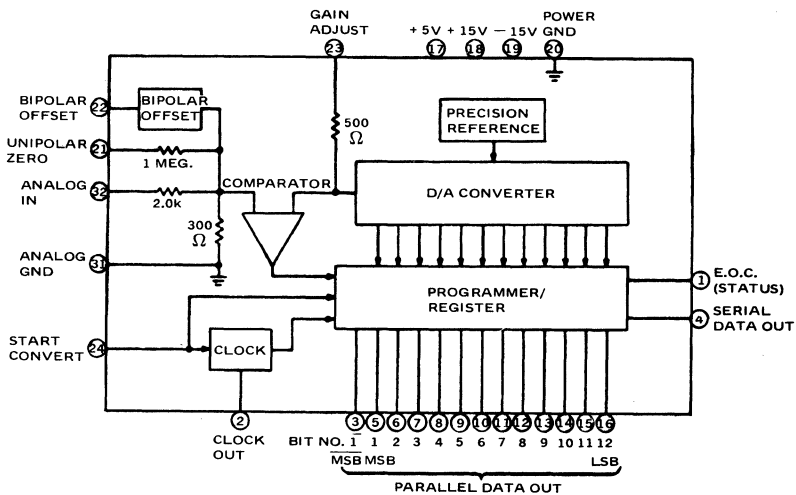 GAIN
ADJUST
+ 5V + 15V − 15V
POWER
GND
23
17
18
19
20
BIPOLAR
OFFSET
22
BIPOLAR
OFFSET
500
Ω
PRECISION
REFERENCE
UNIPOLAR
ZERO
21
1 MEG.
ANALOG
IN
32
2.0k
COMPARATOR
D/A CONVERTER
300
Ω
ANALOG
GND
31
PROGRAMMER/
REGISTER
1
E.O.C.
(STATUS)
4
SERIAL
DATA OUT
START
CONVERT
24
CLOCK
2
CLOCK
OUT
3 5 6 7 8 9 10 11 12 13 14 15 16
BIT NO. 1̅ 1 2 3 4 5 6 7 8 9 10 11 12
M̅S̅B̅ MSB
LSB
PARALLEL DATA OUT